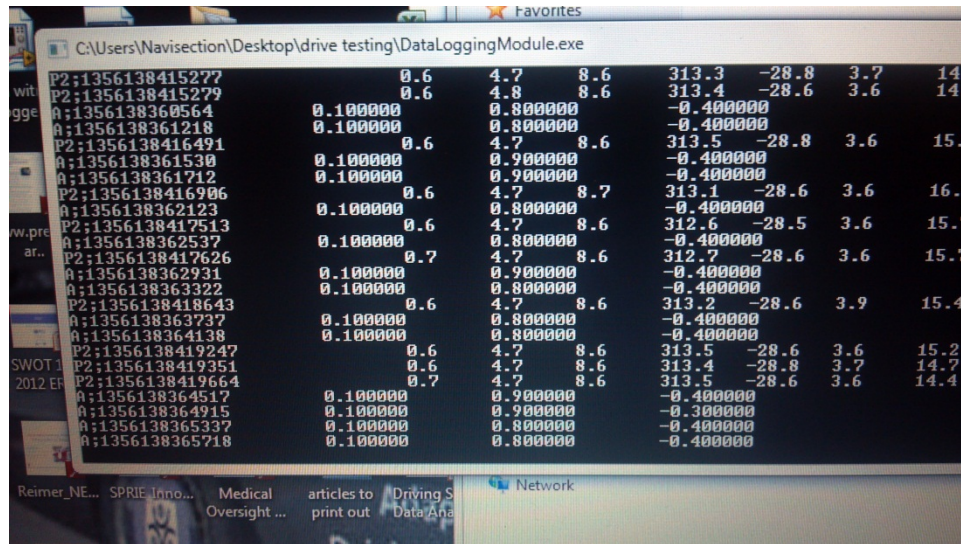 Favorites
C:\Users\Navisection\Desktop\drive testing\DataLoggingModule.exe
P2;1356138415277 0.6 4.7 8.6 313.3 -28.8 3.7 14
P2;1356138415279 0.6 4.8 8.6 313.4 -28.6 3.6 14
A;1356138360564 0.100000 0.800000 -0.400000
A;1356138361218 0.100000 0.800000 -0.400000
P2;1356138416491 0.6 4.7 8.6 313.5 -28.8 3.6 15.
A;1356138361530 0.100000 0.900000 -0.400000
A;1356138361712 0.100000 0.900000 -0.400000
P2;1356138416906 0.6 4.7 8.7 313.1 -28.6 3.6 16.
A;1356138362123 0.100000 0.800000 -0.400000
P2;1356138417513 0.6 4.7 8.6 312.6 -28.5 3.6 15.
A;1356138362537 0.100000 0.800000 -0.400000
P2;1356138417626 0.7 4.7 8.6 312.7 -28.6 3.6 15.
A;1356138362931 0.100000 0.900000 -0.400000
A;1356138363322 0.100000 0.800000 -0.400000
P2;1356138418643 0.6 4.7 8.6 313.2 -28.6 3.9 15.4
A;1356138363737 0.100000 0.800000 -0.400000
A;1356138364138 0.100000 0.800000 -0.400000
P2;1356138419247 0.6 4.7 8.6 313.5 -28.6 3.6 15.2
P2;1356138419351 0.6 4.7 8.6 313.4 -28.8 3.7 14.7
P2;1356138419664 0.7 4.7 8.6 313.5 -28.6 3.6 14.4
A;1356138364517 0.100000 0.900000 -0.400000
A;1356138364915 0.100000 0.900000 -0.300000
A;1356138365337 0.100000 0.800000 -0.400000
A;1356138365718 0.100000 0.800000 -0.400000
wit
ogge
ww.pre
ar..
SWOT 1
2012 ER
Reimer_NE... SPRIE Inno... Medical Oversight ... articles to print out Driving S Data Ana
Network